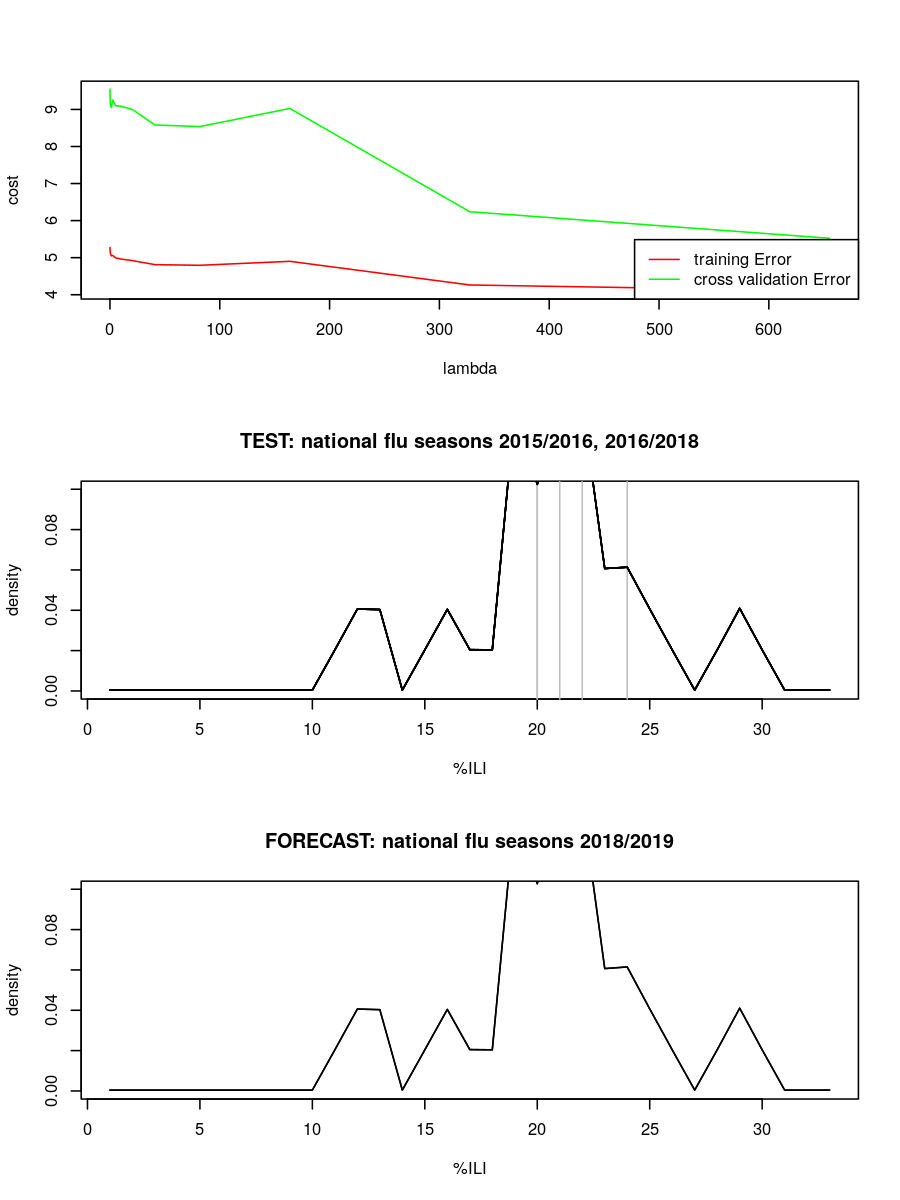 cost
9
8
7
6
5
4
training Error
cross validation Error
0 100 200 300 400 500 600
lambda
TEST: national flu seasons 2015/2016, 2016/2018
density
0.08
0.04
0.00
0 5 10 15 20 25 30
%ILI
FORECAST: national flu seasons 2018/2019
density
0.08
0.04
0.00
0 5 10 15 20 25 30
%ILI